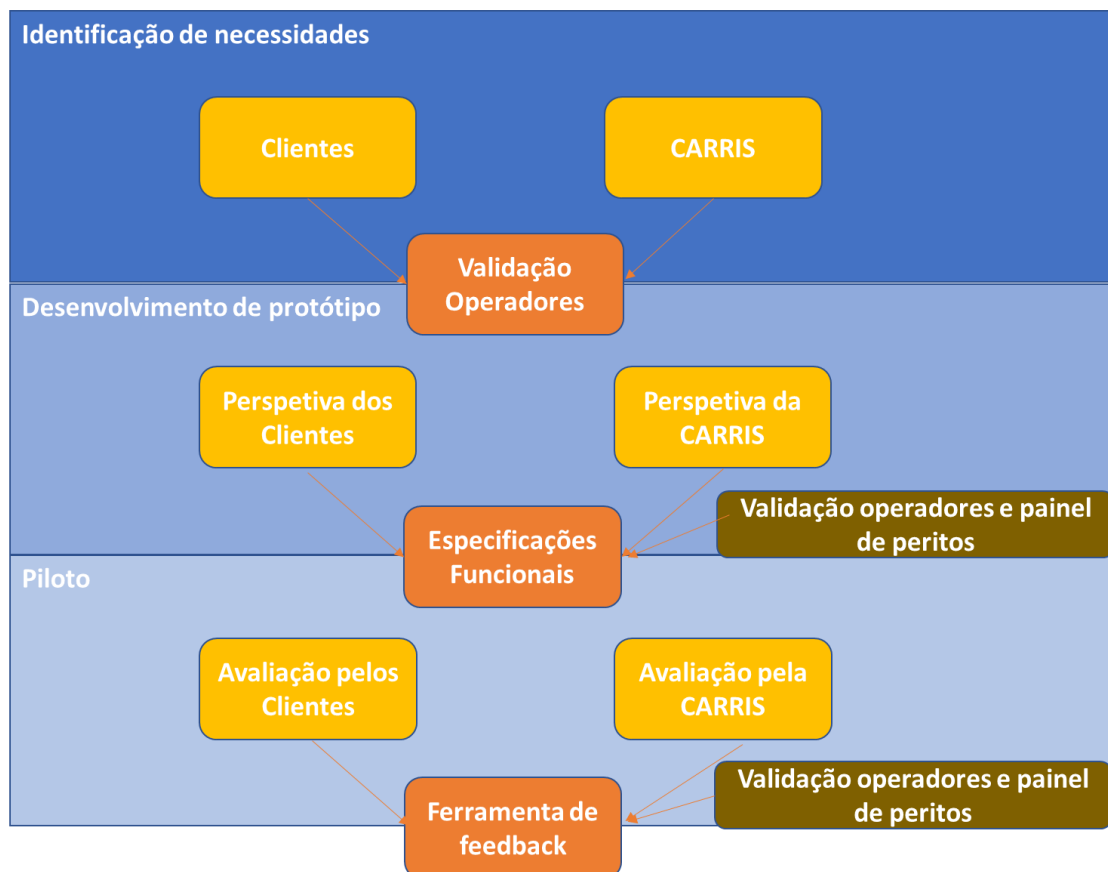 Identificação de necessidades
Clientes
CARRIS
Validação
Operadores
Desenvolvimento de protótipo
Perspetiva dos
Clientes
Perspetiva da
CARRIS
Validação operadores e painel
de peritos
Especificações
Funcionais
Piloto
Avaliação pelos
Clientes
Avaliação pela
CARRIS
Validação operadores e painel
de peritos
Ferramenta de
feedback